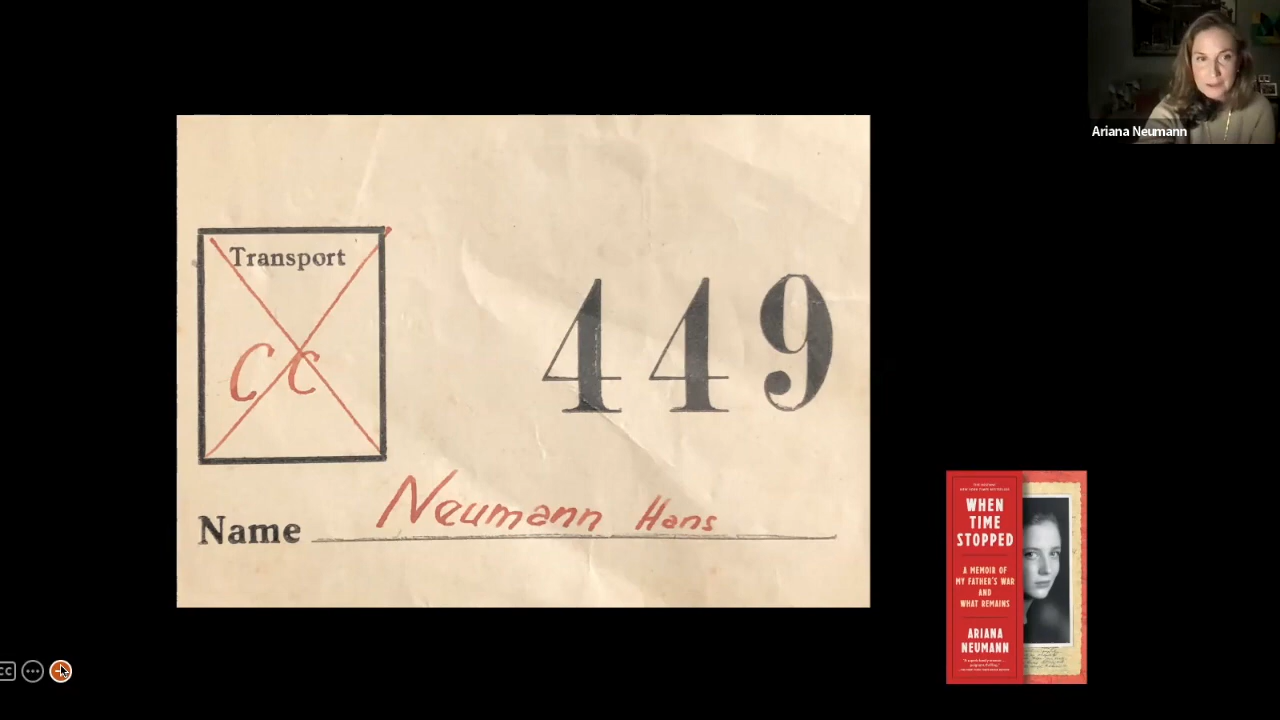 Ariana Neumann
Transport
CC
449
Name Neumann Hans
WHEN
TIME
STOPPED
A MEMOIR OF
MY FATHER'S WAR
AND
WHAT REMAINS
ARIANA
NEUMANN
CC